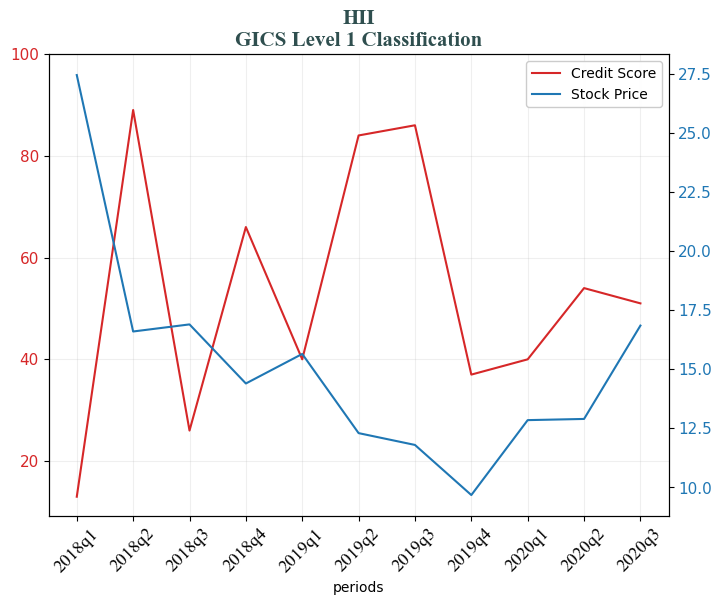 HII
GICS Level 1 Classification
Credit Score
Stock Price
100
80
60
40
20
27.5
25.0
22.5
20.0
17.5
15.0
12.5
10.0
2018q1
2018q2
2018q3
2018q4
2019q1
2019q2
2019q3
2019q4
2020q1
2020q2
2020q3
periods